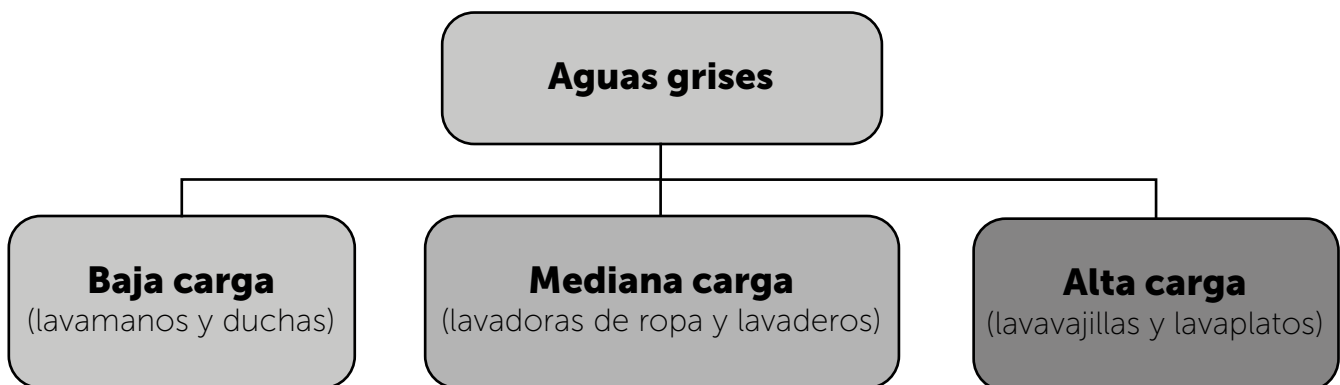 Aguas grises
Baja carga
(lavamanos y duchas)
Mediana carga
(lavadoras de ropa y lavaderos)
Alta carga
(lavavajillas y lavaplatos)